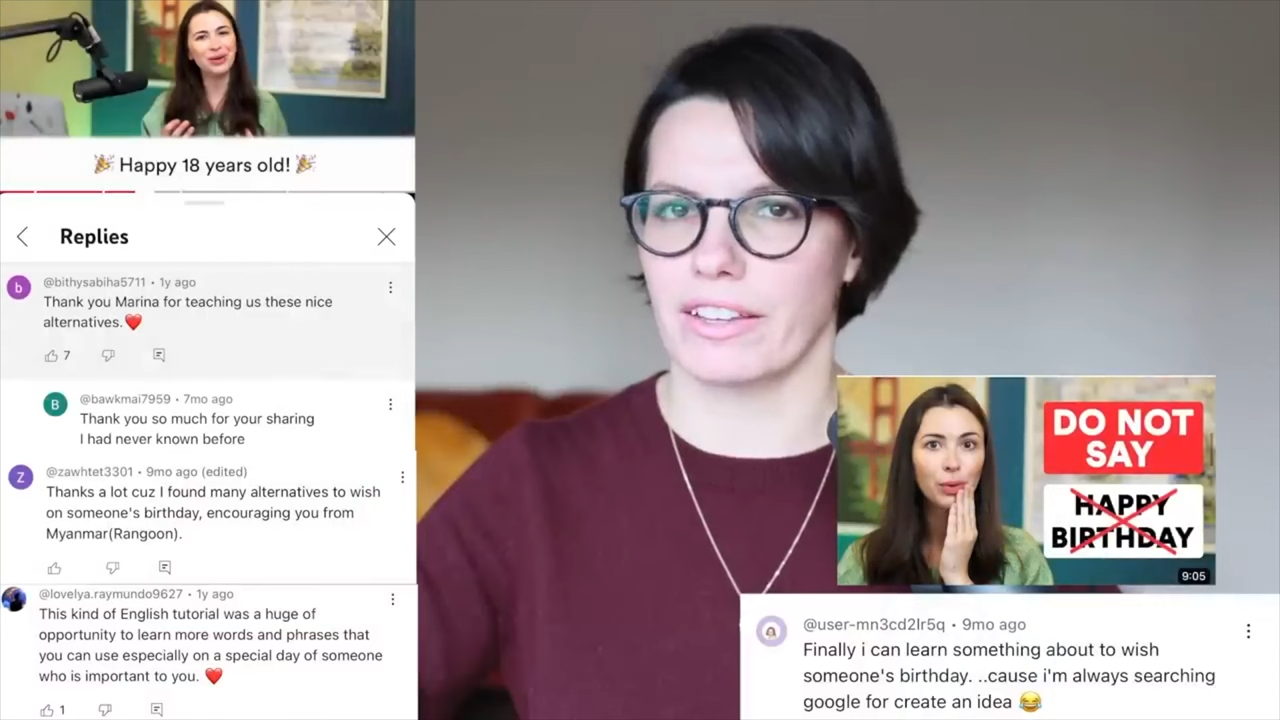 🎉 Happy 18 years old! 🎉
Replies
b
@bithysabiha5711 • 1y ago
Thank you Marina for teaching us these nice
alternatives.❤️
7
B
@bawkmai7959 • 7mo ago
Thank you so much for your sharing
I had never known before
Z
@zawhtet3301 • 9mo ago (edited)
Thanks a lot cuz I found many alternatives to wish
on someone's birthday, encouraging you from
Myanmar(Rangoon).
@lovelya.raymundo9627 • 1y ago
This kind of English tutorial was a huge of
opportunity to learn more words and phrases that
you can use especially on a special day of someone
who is important to you. ❤️
1
DO NOT
SAY
HAPPY
BIRTHDAY
9:05
@user-mn3cd2lr5q • 9mo ago
Finally i can learn something about to wish
someone's birthday. ..cause i'm always searching
google for create an idea 😂